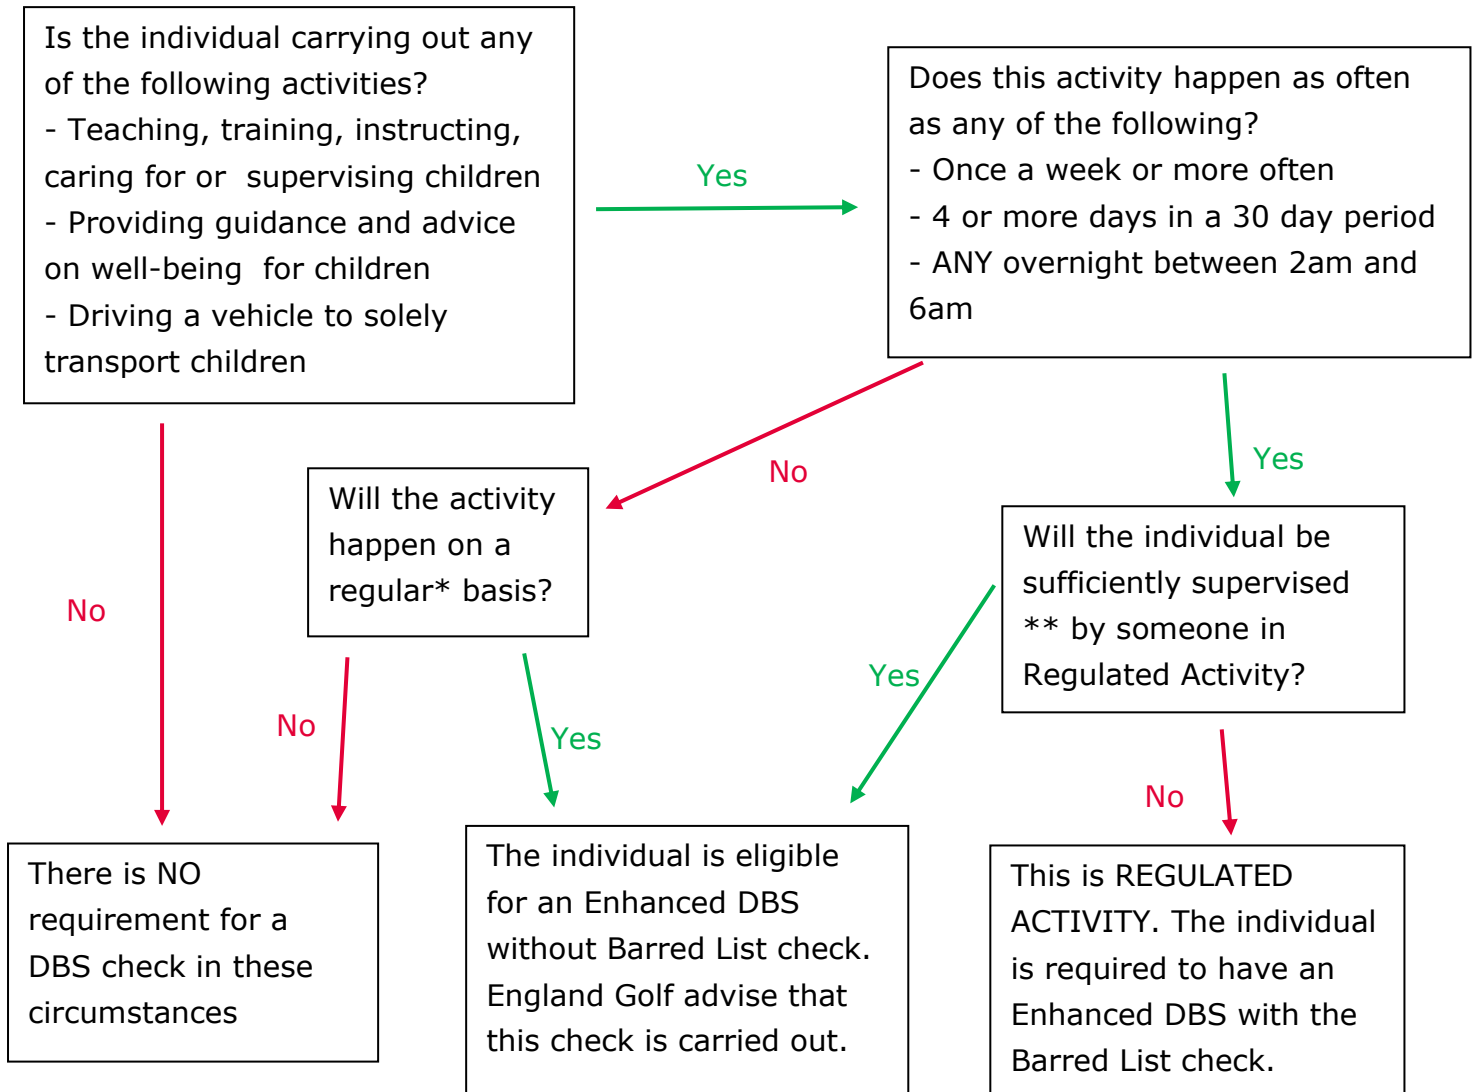 Is the individual carrying out any
of the following activities?
- Teaching, training, instructing,
caring for or  supervising children
- Providing guidance and advice
on well-being  for children
- Driving a vehicle to solely
transport children
Yes
Does this activity happen as often
as any of the following?
- Once a week or more often
- 4 or more days in a 30 day period
- ANY overnight between 2am and
6am
No
No
Yes
Will the activity
happen on a
regular* basis?
Will the individual be
sufficiently supervised
** by someone in
Regulated Activity?
No
Yes
Yes
No
There is NO
requirement for a
DBS check in these
circumstances
The individual is eligible
for an Enhanced DBS
without Barred List check.
England Golf advise that
this check is carried out.
This is REGULATED
ACTIVITY. The individual
is required to have an
Enhanced DBS with the
Barred List check.